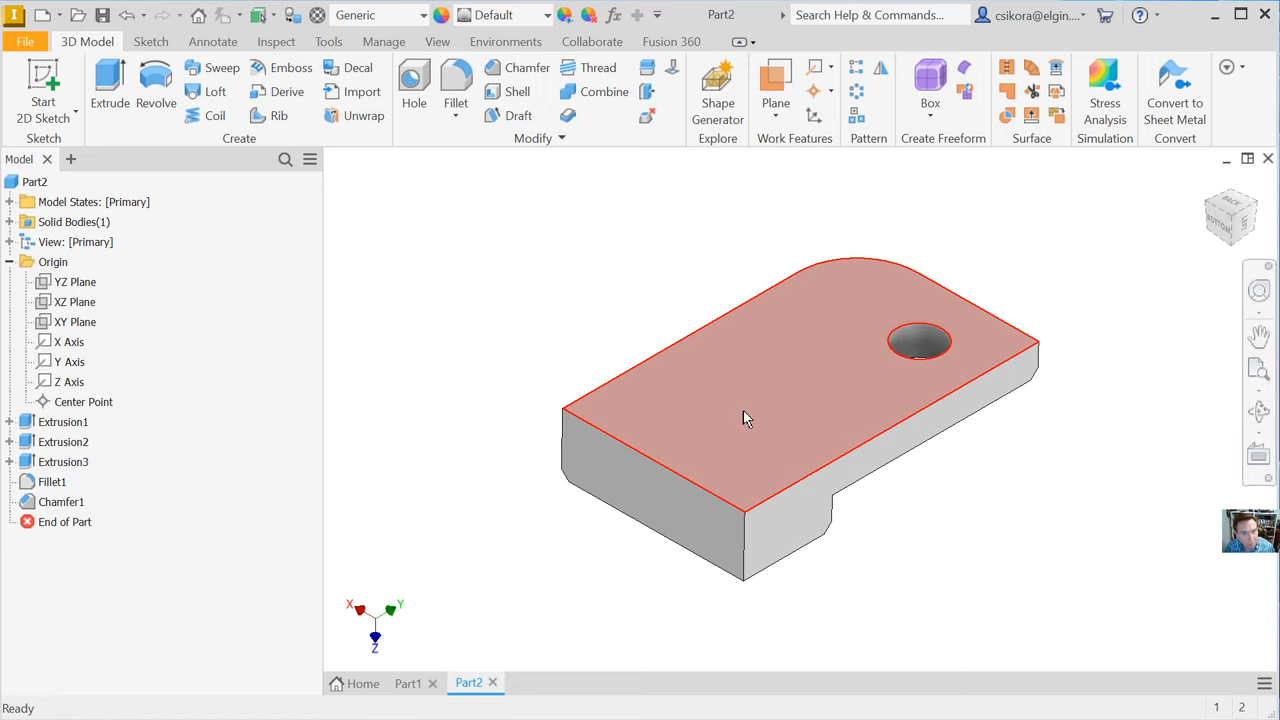 Generic
Default
Part2
Search Help & Commands...
csikora@elgin....
File
3D Model
Sketch
Annotate
Inspect
Tools
Manage
View
Environments
Collaborate
Fusion 360
Start
2D Sketch
Sketch
Extrude
Revolve
Sweep
Loft
Coil
Emboss
Derive
Rib
Decal
Import
Unwrap
Create
Hole
Fillet
Chamfer
Shell
Draft
Thread
Combine
Modify
Shape
Generator
Explore
Plane
Work Features
Pattern
Box
Create Freeform
Surface
Stress
Analysis
Simulation
Convert to
Sheet Metal
Convert
Model
Part2
Model States: [Primary]
Solid Bodies(1)
View: [Primary]
Origin
YZ Plane
XZ Plane
XY Plane
X Axis
Y Axis
Z Axis
Center Point
Extrusion1
Extrusion2
Extrusion3
Fillet1
Chamfer1
End of Part
BACK
BOTTOM
X
Y
Z
Home
Part1
Part2
Ready
1
2